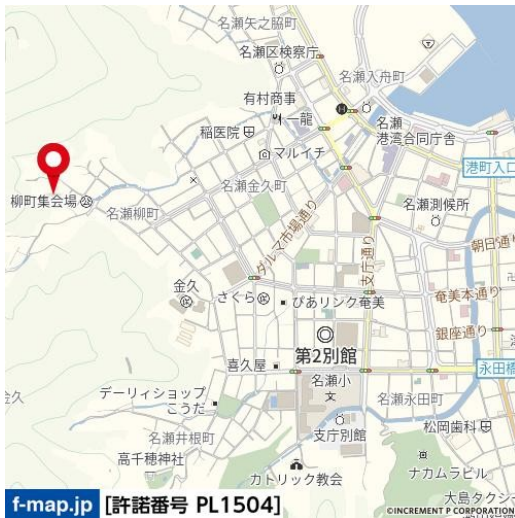 名瀬矢之脇町
名瀬区検察庁
名瀬入舟町
有村商事
一龍
名瀬
港湾合同庁舎
稲医院
マルイチ
港町入口
柳町集会場
名瀬金久町
名瀬柳町
名瀬測候所
ダルマ市場通り
支庁通り
朝日通り
金久
さくら
ぴあリンク奄美
奄美本通り
銀座通り
第2別館
喜久屋
永田橋
名瀬小
文
デーリィショップ
こうだ
名瀬永田町
金久
名瀬井根町
支庁別館
松岡歯科
高千穂神社
カトリック教会
ナカムラビル
大島タクシ
f-map.jp [許諾番号 PL1504]
©INCREMENT P CORPORATION